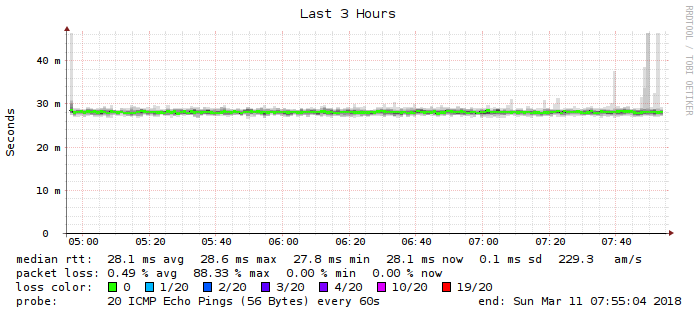 Last 3 Hours
RRDTOOL / TOBI OETIKER
Seconds
40 m
30 m
20 m
10 m
0
05:00 05:20 05:40 06:00 06:20 06:40 07:00 07:20 07:40
median rtt: 28.1 ms avg 28.6 ms max 27.8 ms min 28.1 ms now 0.1 ms sd 229.3 am/s
packet loss: 0.49 % avg 88.33 % max 0.00 % min 0.00 % now
loss color: 0 1/20 2/20 3/20 4/20 10/20 19/20
probe: 20 ICMP Echo Pings (56 Bytes) every 60s end: Sun Mar 11 07:55:04 2018